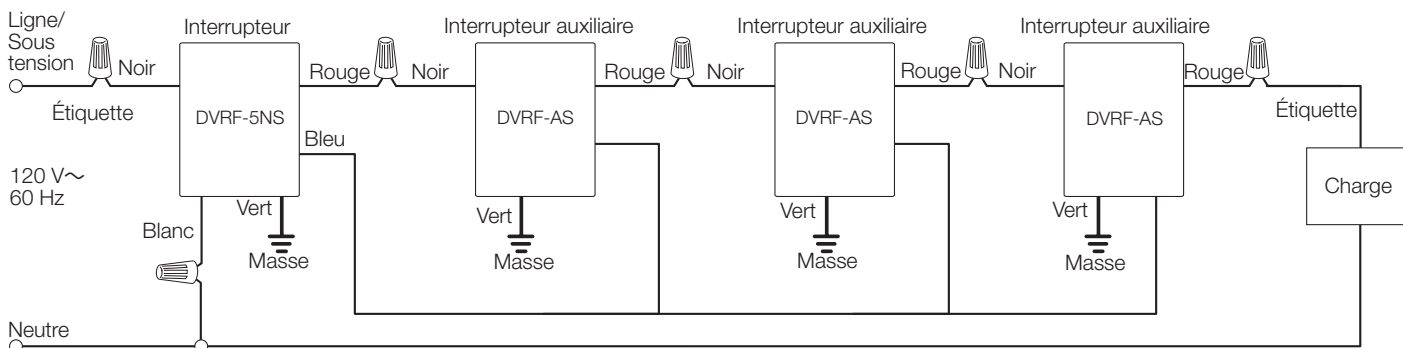 Ligne/
Sous
tension
Interrupteur
Interrupteur auxiliaire
Interrupteur auxiliaire
Interrupteur auxiliaire
Noir
Rouge
Noir
Rouge
Noir
Rouge
Noir
Rouge
Étiquette
DVRF-5NS
DVRF-AS
DVRF-AS
DVRF-AS
Étiquette
Bleu
120 V～
60 Hz
Charge
Blanc
Vert
Vert
Vert
Vert
Masse
Masse
Masse
Masse
Neutre